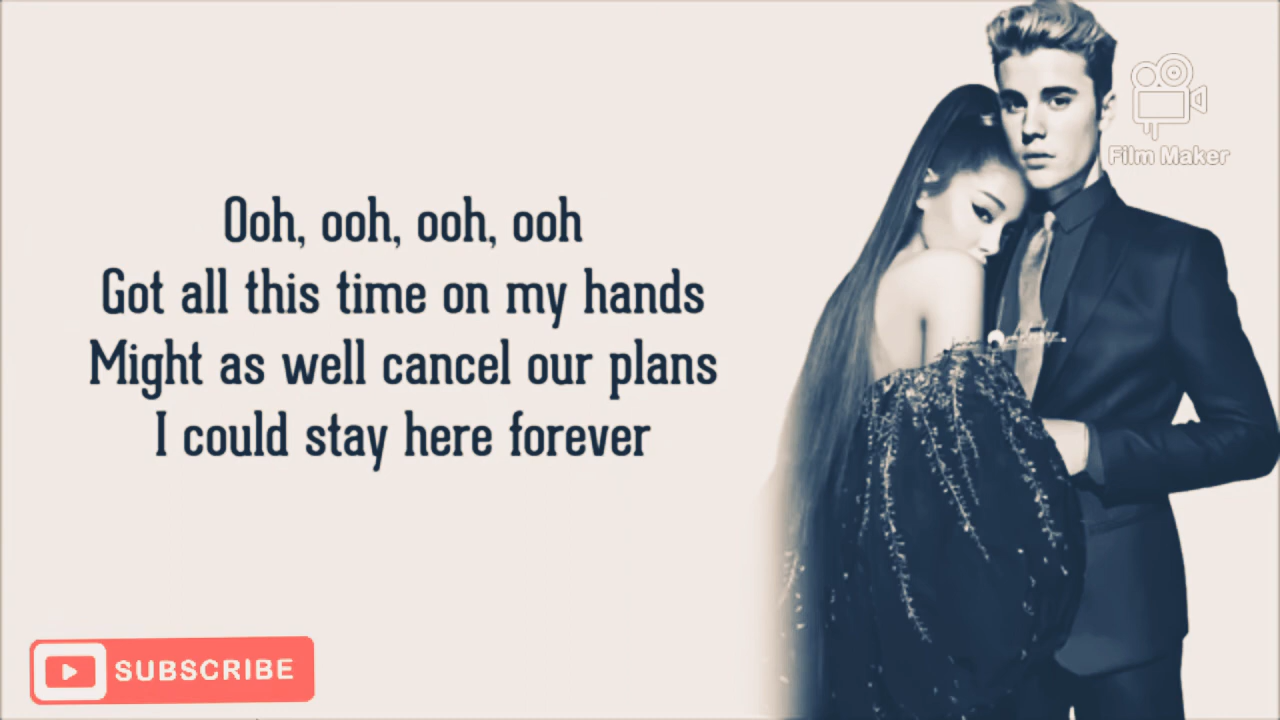 Ooh, ooh, ooh, ooh
Got all this time on my hands
Might as well cancel our plans
I could stay here forever
Film Maker
SUBSCRIBE